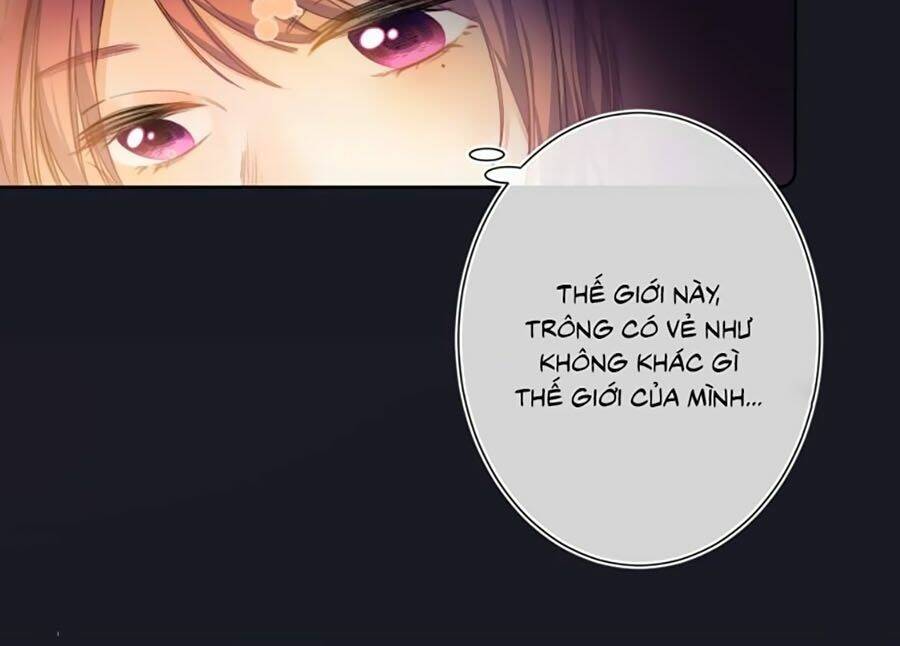 THẾ GIỚI NÀY,
TRÔNG CÓ VẺ NHƯ
KHÔNG KHÁC GÌ
THẾ GIỚI CỦA MÌNH...